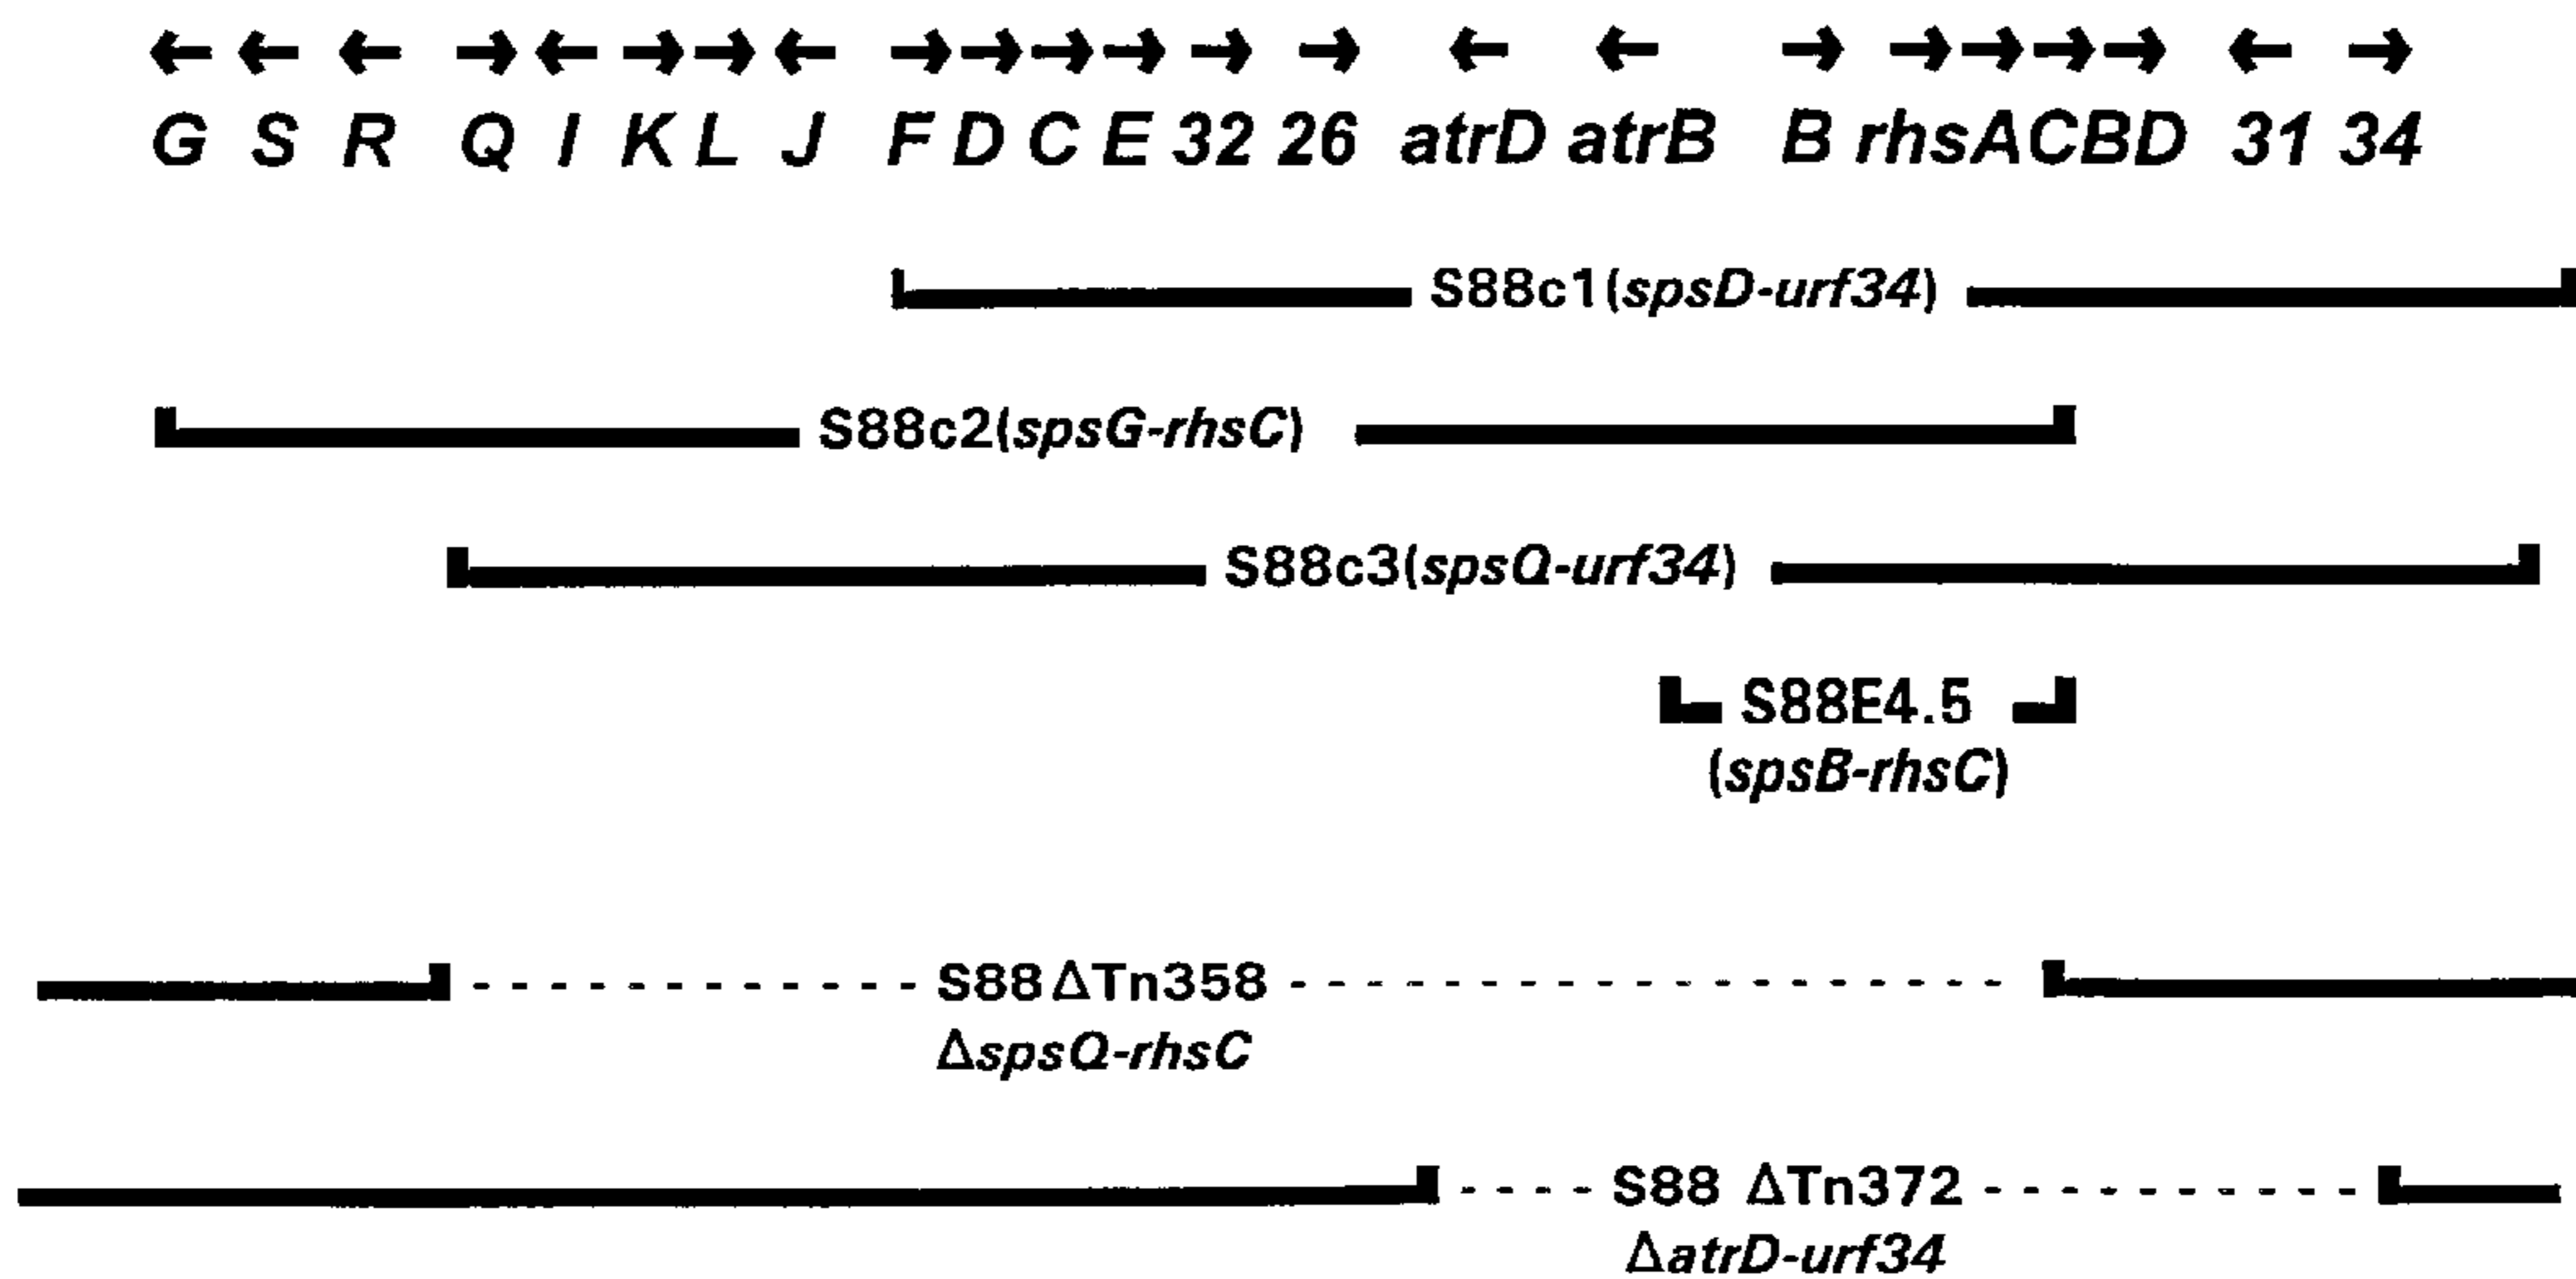 ← ← ← → ← → → ← → → → → → → ← ← → → → → → ← →
G S R Q I K L J F D C E 32 26 atrD atrB B rhsACBD 31 34
S88c1(spsD-urf34)
S88c2(spsG-rhsC)
S88c3(spsQ-urf34)
S88E4.5
(spsB-rhsC)
S88ΔTn358
ΔspsQ-rhsC
S88 ΔTn372
ΔatrD-urf34